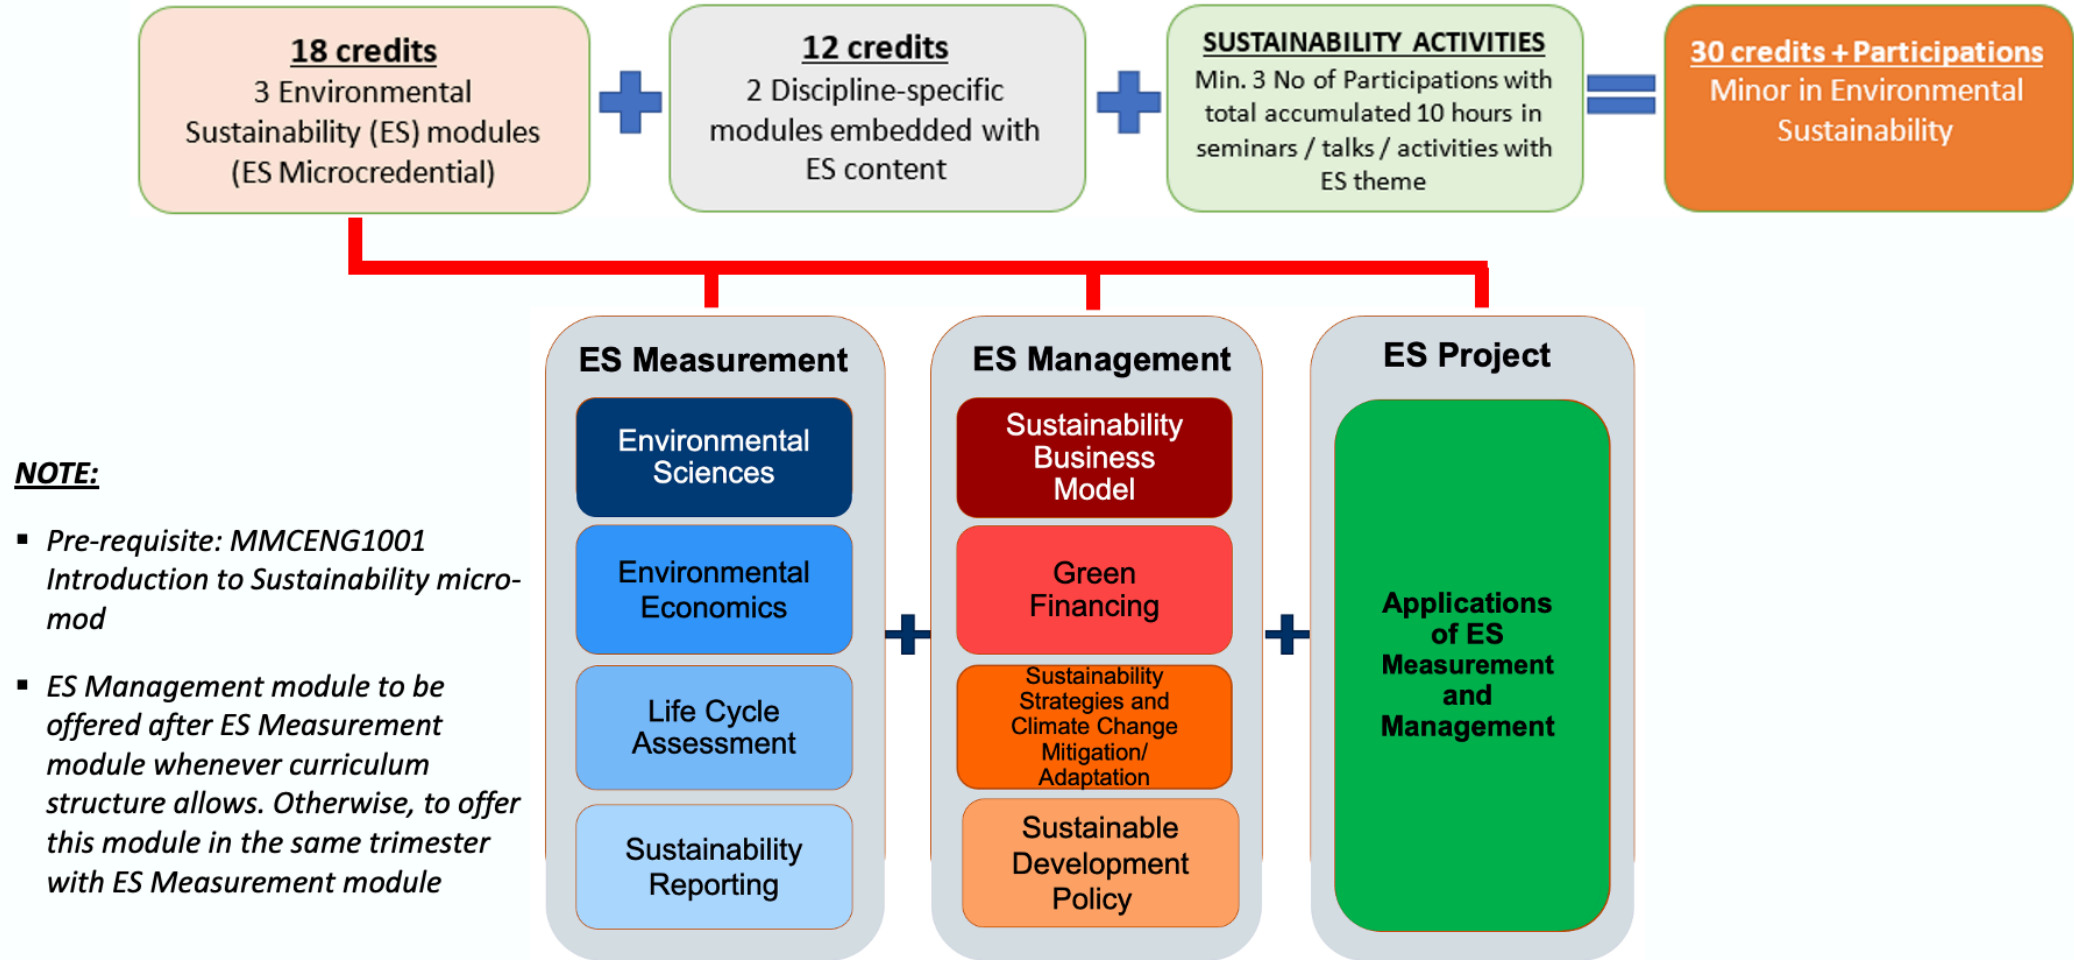 18 credits
3 Environmental
Sustainability (ES) modules
(ES Microcredential)
12 credits
2 Discipline-specific
modules embedded with
ES content
SUSTAINABILITY ACTIVITIES
Min. 3 No of Participations with
total accumulated 10 hours in
seminars / talks / activities with
ES theme
30 credits + Participations
Minor in Environmental
Sustainability
NOTE:
▪ Pre-requisite: MMCENG1001
Introduction to Sustainability micro-
mod
▪ ES Management module to be
offered after ES Measurement
module whenever curriculum
structure allows. Otherwise, to offer
this module in the same trimester
with ES Measurement module
ES Measurement
Environmental
Sciences
Environmental
Economics
Life Cycle
Assessment
Sustainability
Reporting
ES Management
Sustainability
Business
Model
Green
Financing
Sustainability
Strategies and
Climate Change
Mitigation/
Adaptation
Sustainable
Development
Policy
ES Project
Applications
of ES
Measurement
and
Management